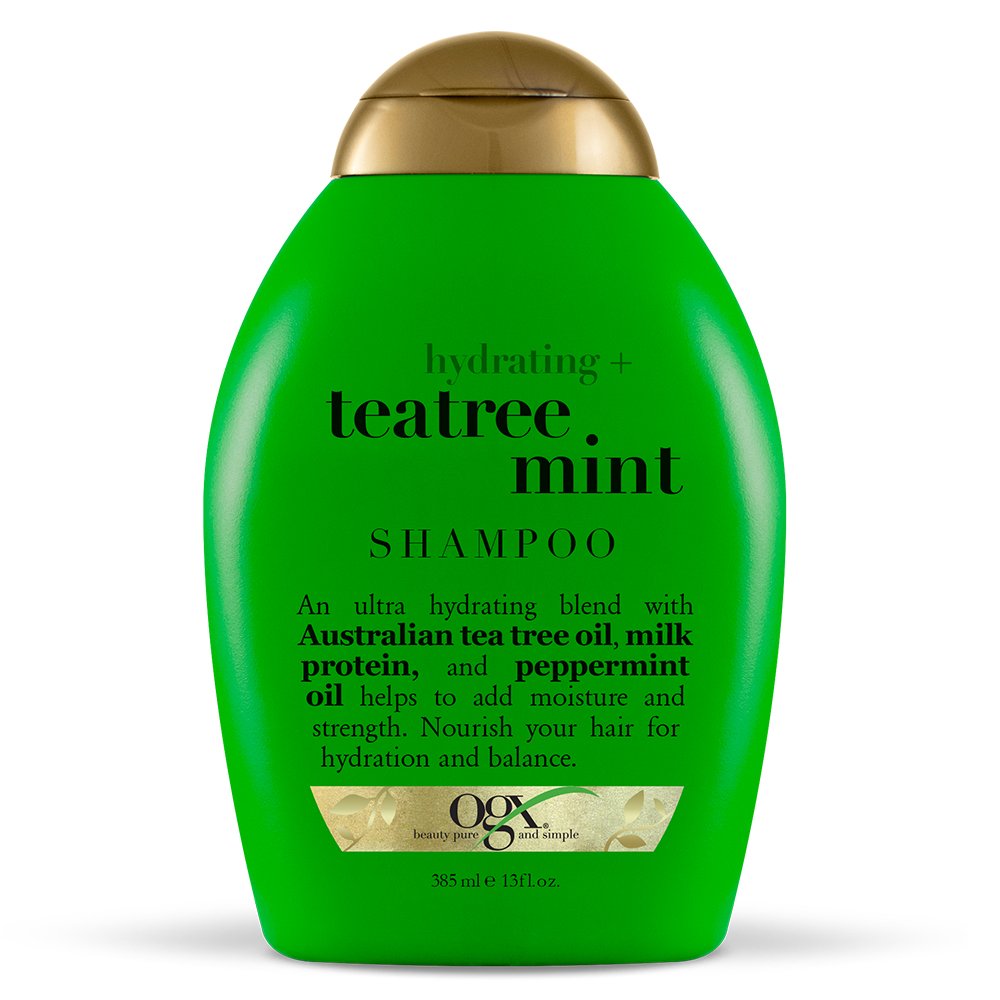 hydrating +
teatree
mint
SHAMPOO
An ultra hydrating blend with
Australian tea tree oil, milk
protein, and peppermint
oil helps to add moisture and
strength. Nourish your hair for
hydration and balance.
ogx®
beauty pure and simple
385 ml e 13fl.oz.